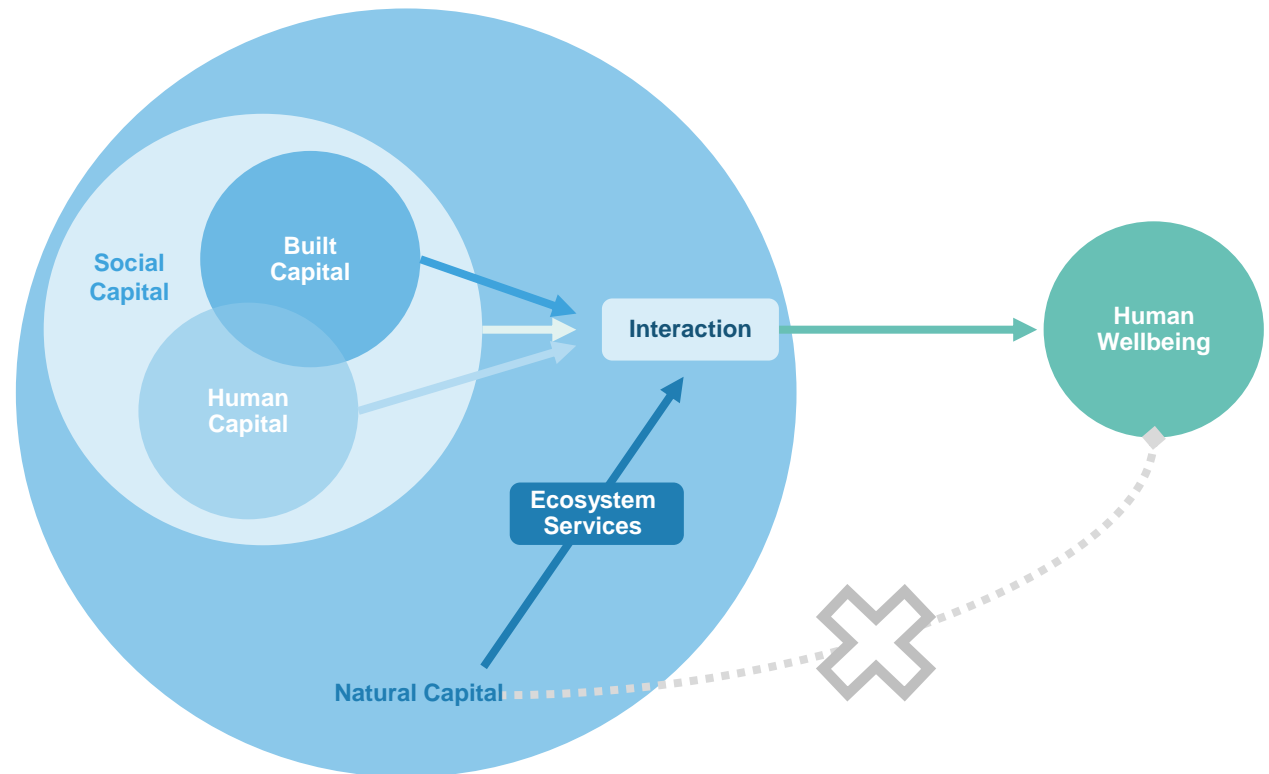 Social
Capital
Built
Capital
Human
Capital
Interaction
Human
Wellbeing
Ecosystem
Services
Natural Capital